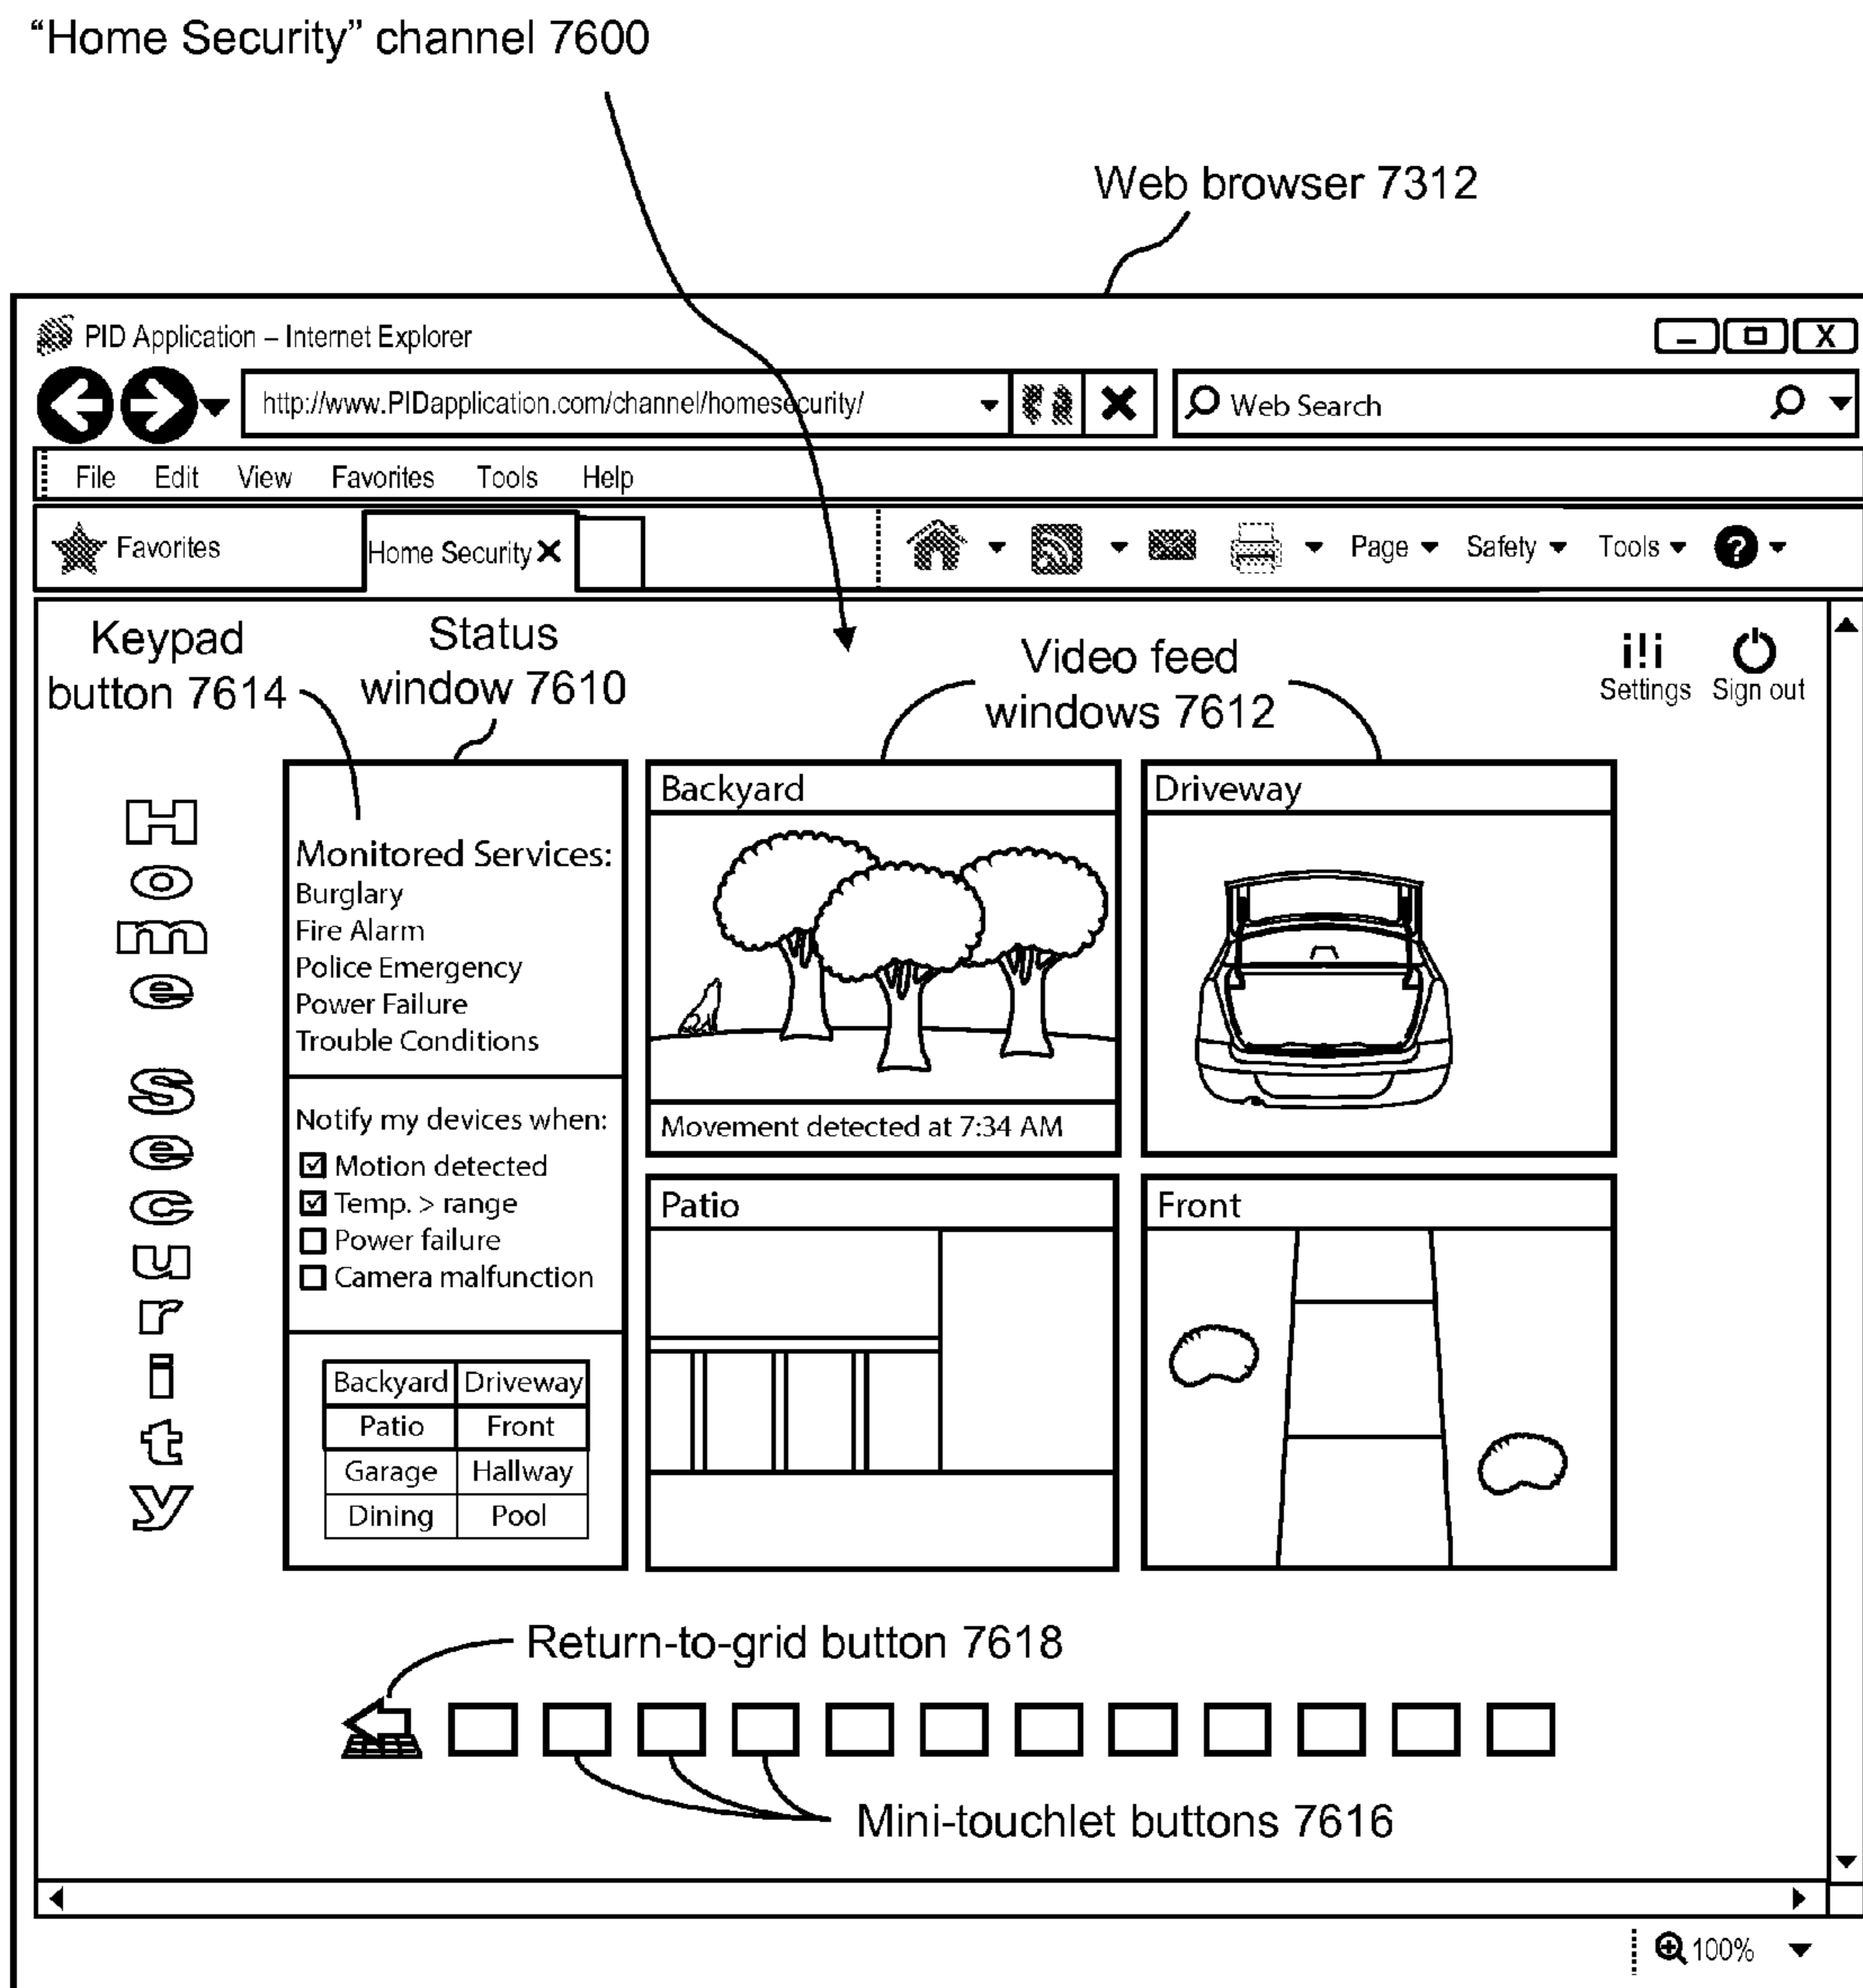 “Home Security” channel 7600
Web browser 7312
PID Application – Internet Explorer
http://www.PIDapplication.com/channel/homesecurity/
Web Search
File Edit View Favorites Tools Help
Favorites
Home Security
Page Safety Tools ?
Keypad
button 7614
Status
window 7610
Video feed
windows 7612
Settings
Sign out
Home Security
Monitored Services:
Burglary
Fire Alarm
Police Emergency
Power Failure
Trouble Conditions
Notify my devices when:
Motion detected
Temp. > range
Power failure
Camera malfunction
Backyard Driveway
Patio Front
Garage Hallway
Dining Pool
Backyard
Movement detected at 7:34 AM
Driveway
Patio
Front
Return-to-grid button 7618
Mini-touchlet buttons 7616
100%